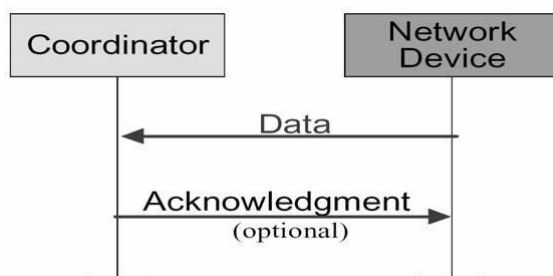 Coordinator
Network
Device
Data
Acknowledgment
(optional)